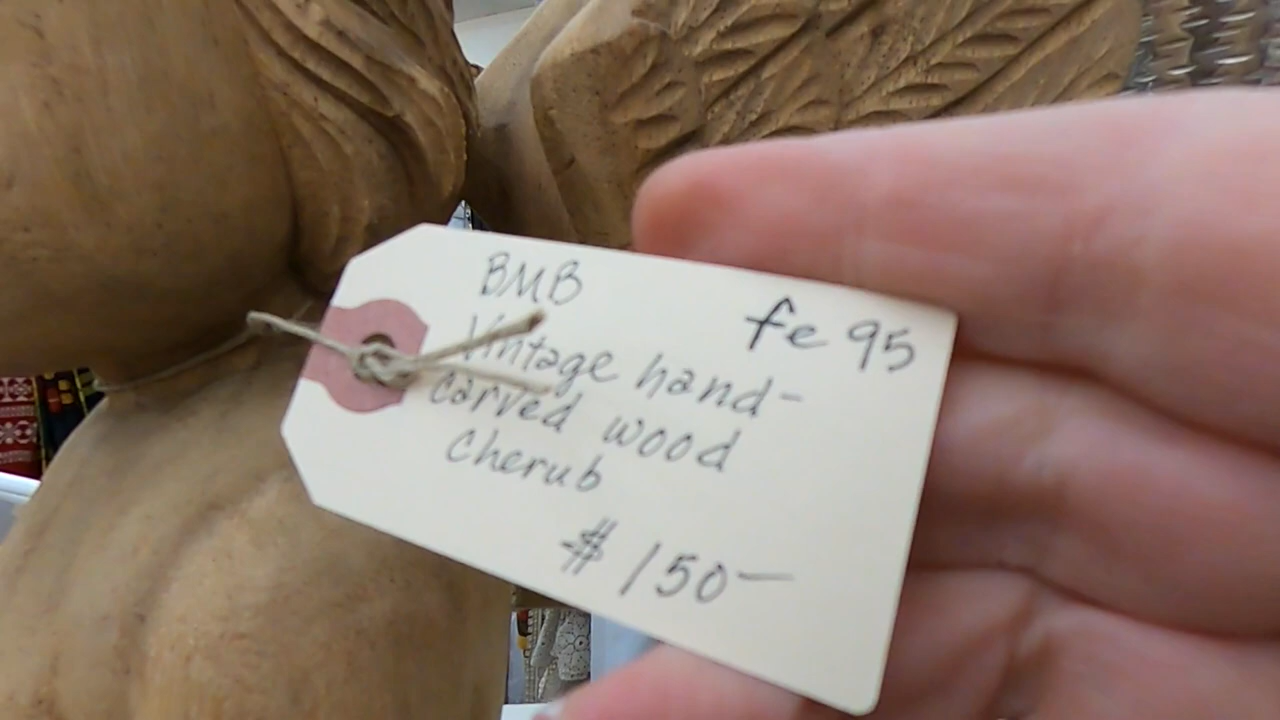 BMB
fe 95
Vintage hand-
carved wood
cherub
$150—